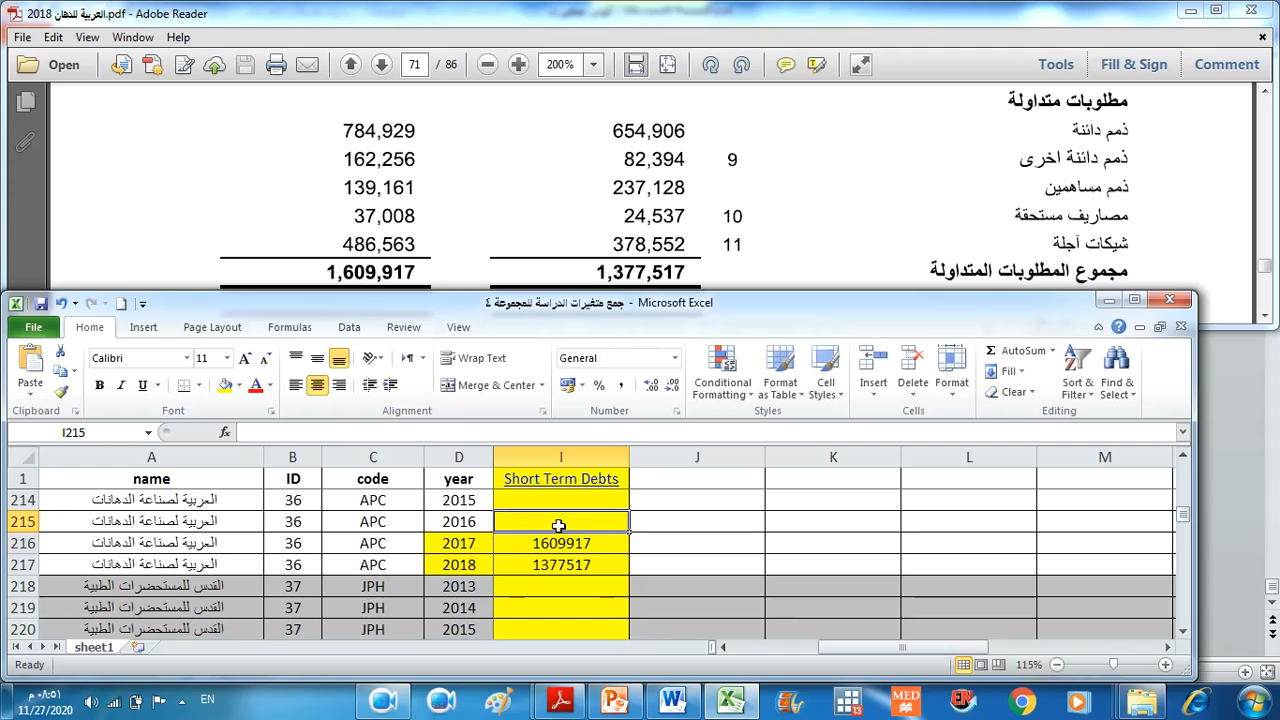 العربية للدهان 2018.pdf - Adobe Reader
File Edit View Window Help
Open 71 / 86 200% Tools Fill & Sign Comment
مطلوبات متداولة
ذمم دائنة 654,906 784,929
ذمم دائنة اخرى 9 82,394 162,256
ذمم مساهمين 237,128 139,161
مصاريف مستحقة 10 24,537 37,008
شيكات آجلة 11 378,552 486,563
مجموع المطلوبات المتداولة 1,377,517 1,609,917
جمع متغيرات الدراسة للمجموعة ٤ - Microsoft Excel
File Home Insert Page Layout Formulas Data Review View
Paste Calibri 11 Wrap Text General Conditional Formatting Format as Table Cell Styles Insert Delete Format AutoSum Sort & Filter Find & Select
B I U A Merge & Center % , Fill
Clear
Clipboard Font Alignment Number Styles Cells Editing
I215 fx
A B C D I J K L M
1 name ID code year Short Term Debts
214 العربية لصناعة الدهانات 36 APC 2015
215 العربية لصناعة الدهانات 36 APC 2016
216 العربية لصناعة الدهانات 36 APC 2017 1609917
217 العربية لصناعة الدهانات 36 APC 2018 1377517
218 القدس للمستحضرات الطبية 37 JPH 2013
219 القدس للمستحضرات الطبية 37 JPH 2014
220 القدس للمستحضرات الطبية 37 JPH 2015
sheet1
Ready 115%
٠٨:٥١ م
11/27/2020 EN MED EN